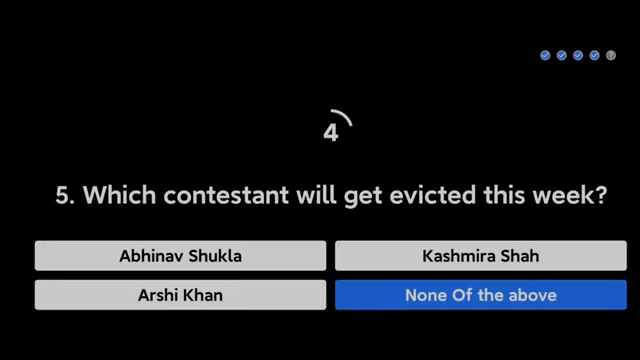 4
5. Which contestant will get evicted this week?
Abhinav Shukla
Kashmira Shah
Arshi Khan
None Of the above